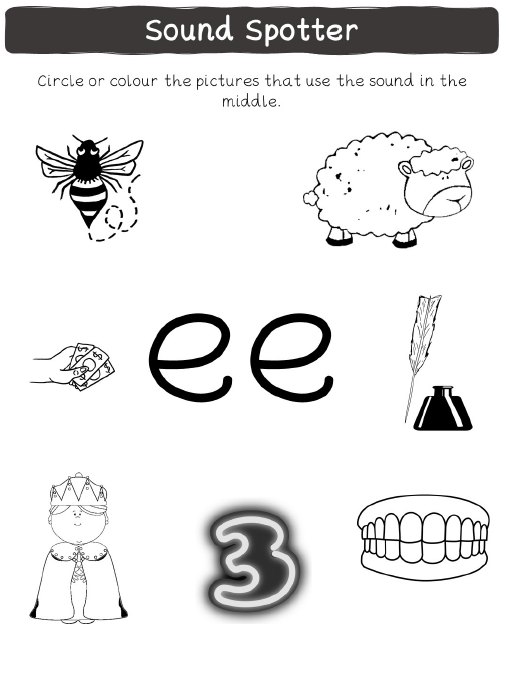 Sound Spotter
Circle or colour the pictures that use the sound in the
middle.
ee
3